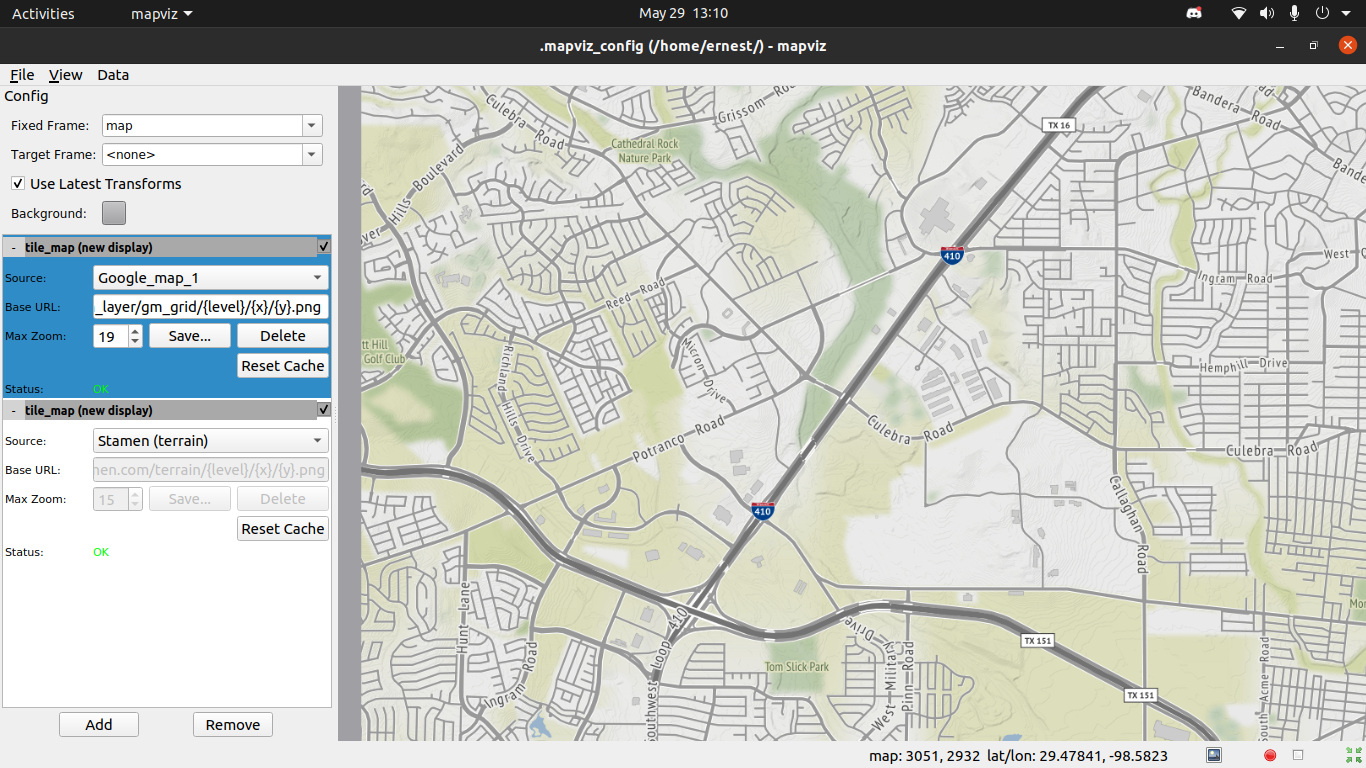 Activities
mapviz
May 29 13:10
.mapviz_config (/home/ernest/) - mapviz
File View Data
Config
Fixed Frame: map
Target Frame: <none>
Use Latest Transforms
Background:
- tile_map (new display)
Source: Google_map_1
Base URL: _layer/gm_grid/{level}/{x}/{y}.png
Max Zoom: 19 Save... Delete
Reset Cache
Status: OK
- tile_map (new display)
Source: Stamen (terrain)
Base URL: nen.com/terrain/{level}/{x}/{y}.png
Max Zoom: 15 Save... Delete
Reset Cache
Status: OK
Add Remove
Culebra Road
Grissom Ro
Bandera Road
TX 16
Cathedral Rock
Nature Park
Bande
ver Hills Boulevard
West
410
Ingram Road
Reed Road
tt Hill
Golf Club
Richland Hills Drive
Micron Drive
Hemphill Drive
Potranco Road
Culebra Road
Culebra Road
Callaghan Road
410
Hunt Lane
Ingram Road
Southwest Loop 410
Drive
TX 151
Tom Slick Park
West Military
Pinn Road
South Acme Road
Mo
TX 151
map: 3051, 2932 lat/lon: 29.47841, -98.5823